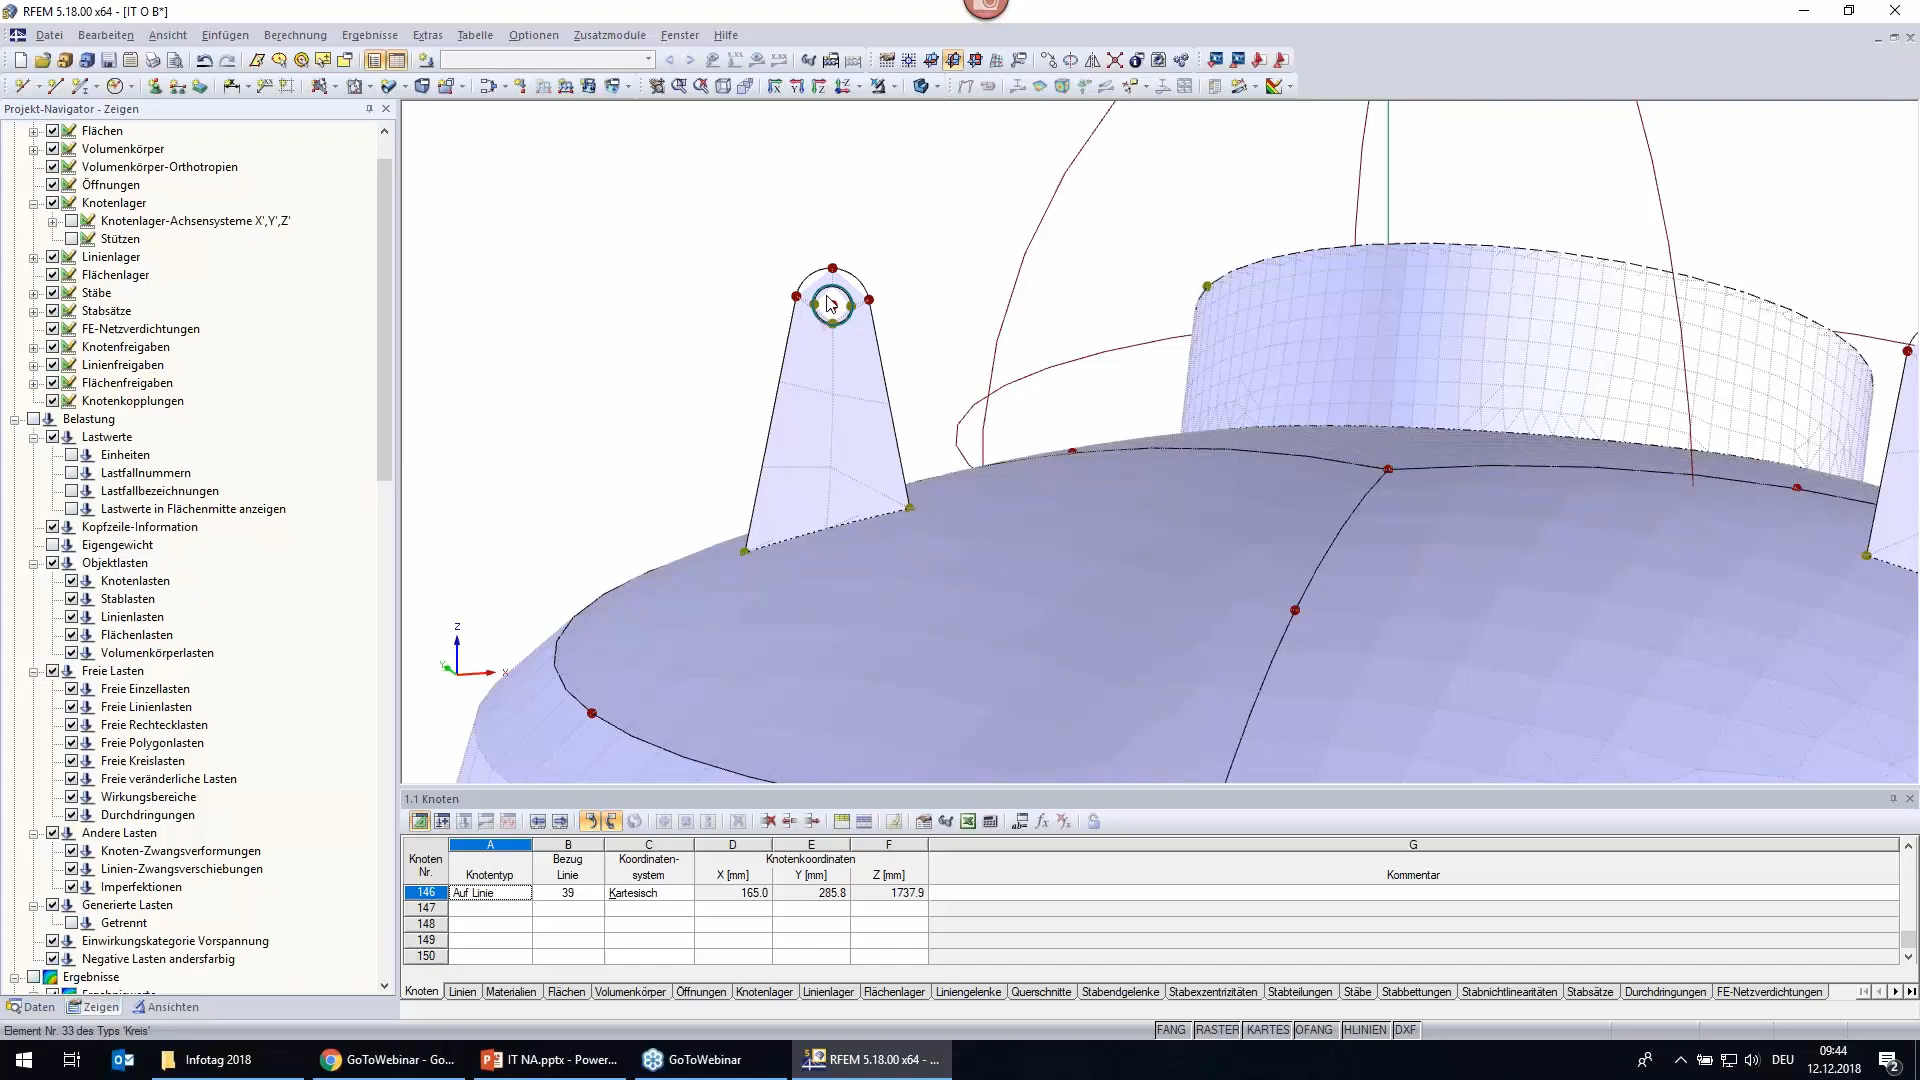 RFEM 5.18.00 x64 - [IT O B*]
Datei Bearbeiten Ansicht Einfügen Berechnung Ergebnisse Extras Tabelle Optionen Zusatzmodule Fenster Hilfe
Projekt-Navigator - Zeigen
Flächen
Volumenkörper
Volumenkörper-Orthotropien
Öffnungen
Knotenlager
Knotenlager-Achsensysteme X',Y',Z'
Stützen
Linienlager
Flächenlager
Stäbe
Stabsätze
FE-Netzverdichtungen
Knotenfreigaben
Linienfreigaben
Flächenfreigaben
Knotenkopplungen
Belastung
Lastwerte
Einheiten
Lastfallnummern
Lastfallbezeichnungen
Lastwerte in Flächenmitte anzeigen
Kopfzeile-Information
Eigengewicht
Objektlasten
Knotenlasten
Stablasten
Linienlasten
Flächenlasten
Volumenkörperlasten
Freie Lasten
Freie Einzellasten
Freie Linienlasten
Freie Rechtecklasten
Freie Polygonlasten
Freie Kreislasten
Freie veränderliche Lasten
Wirkungsbereiche
Durchdringungen
Andere Lasten
Knoten-Zwangsverformungen
Linien-Zwangsverschiebungen
Imperfektionen
Generierte Lasten
Getrennt
Einwirkungskategorie Vorspannung
Negative Lasten andersfarbig
Ergebnisse
Daten Zeigen Ansichten
Z
Y
X
1.1 Knoten
A B C D E F G
Knoten Bezug Koordinaten- Knotenkoordinaten
Nr. Knotentyp Linie system X [mm] Y [mm] Z [mm] Kommentar
146 Auf Linie 39 Kartesisch 165.0 285.8 1737.9
147
148
149
150
Knoten Linien Materialien Flächen Volumenkörper Öffnungen Knotenlager Linienlager Flächenlager Liniengelenke Querschnitte Stabendgelenke Stabexzentrizitäten Stabteilungen Stäbe Stabbettungen Stabnichtlinearitäten Stabsätze Durchdringungen FE-Netzverdichtungen
Element Nr. 33 des Typs 'Kreis'
FANG RASTER KARTES OFANG HLINIEN DXF
Infotag 2018 GoToWebinar - Go... IT NA.pptx - Power... GoToWebinar RFEM 5.18.00 x64 - ...
DEU
09:44
12.12.2018
2